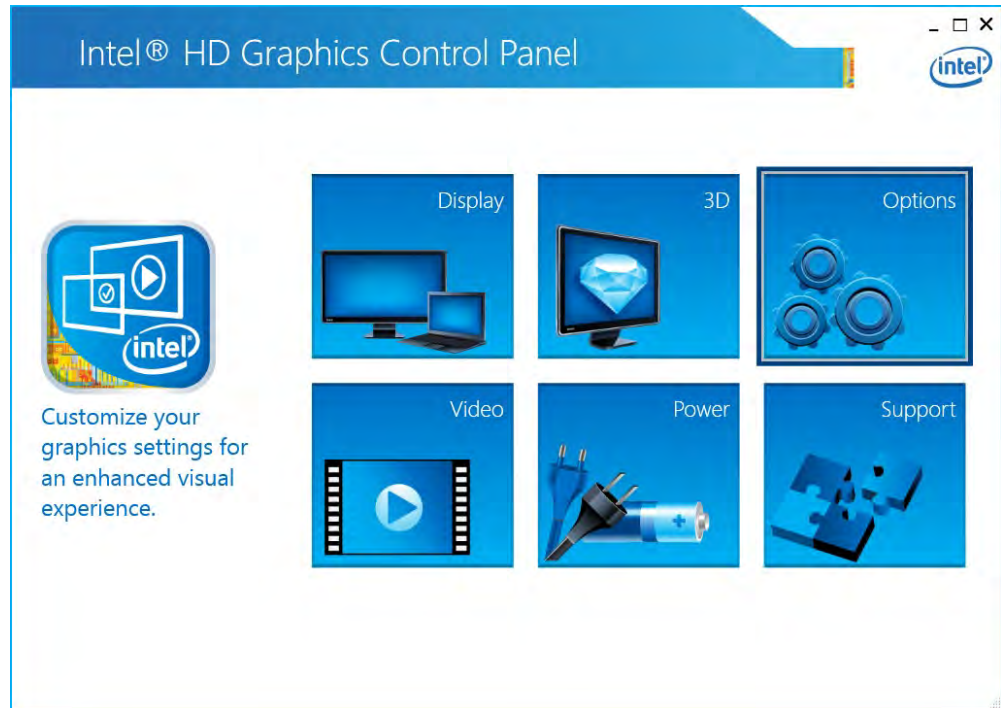 Intel® HD Graphics Control Panel
intel
Display
3D
Options
intel
Customize your
graphics settings for
an enhanced visual
experience.
Video
Power
Support